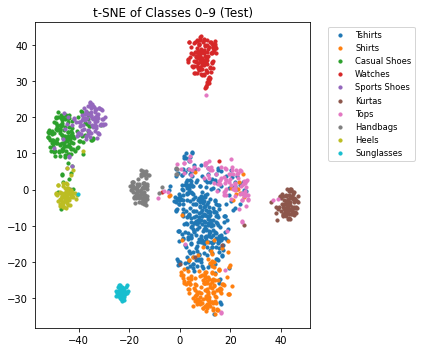 t-SNE of Classes 0–9 (Test)
40
30
20
10
0
−10
−20
−30
−40
−20
0
20
40
Tshirts
Shirts
Casual Shoes
Watches
Sports Shoes
Kurtas
Tops
Handbags
Heels
Sunglasses